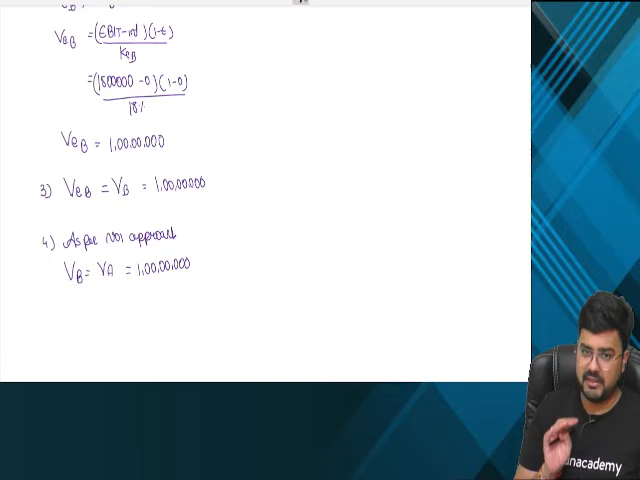 VeB = (EBIT-int)(1-t)
KeB
= (1800000 - 0)(1-0)
18%
VeB = 1,00,00,000
3) VeB = VB = 1,00,00,000
4) As per NOI approach
VB = VA = 1,00,00,000
unacademy